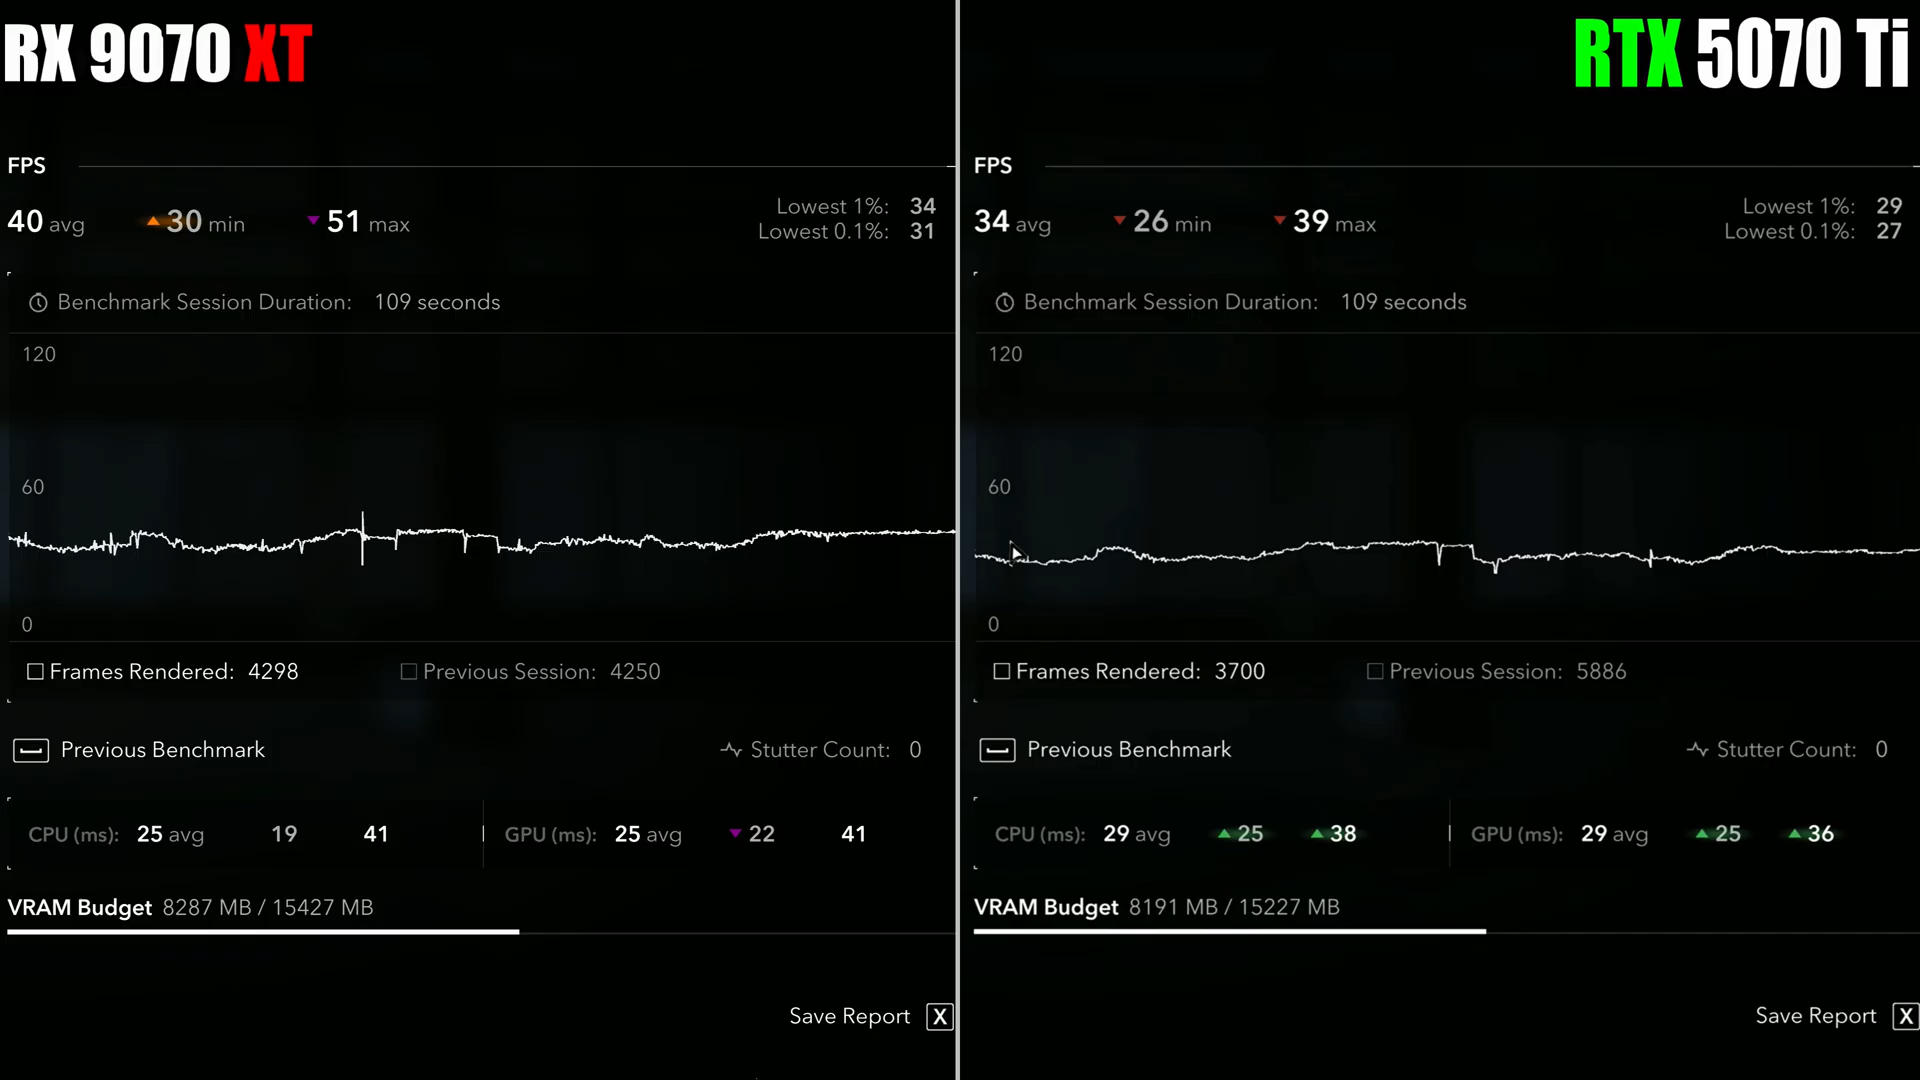 RX 9070 XT
FPS
40 avg 30 min 51 max
Lowest 1%: 34
Lowest 0.1%: 31
Benchmark Session Duration: 109 seconds
120
60
0
Frames Rendered: 4298 Previous Session: 4250
Previous Benchmark Stutter Count: 0
CPU (ms): 25 avg 19 41 GPU (ms): 25 avg 22 41
VRAM Budget 8287 MB / 15427 MB
Save Report X
RTX 5070 Ti
FPS
34 avg 26 min 39 max
Lowest 1%: 29
Lowest 0.1%: 27
Benchmark Session Duration: 109 seconds
120
60
0
Frames Rendered: 3700 Previous Session: 5886
Previous Benchmark Stutter Count: 0
CPU (ms): 29 avg 25 38 GPU (ms): 29 avg 25 36
VRAM Budget 8191 MB / 15227 MB
Save Report X